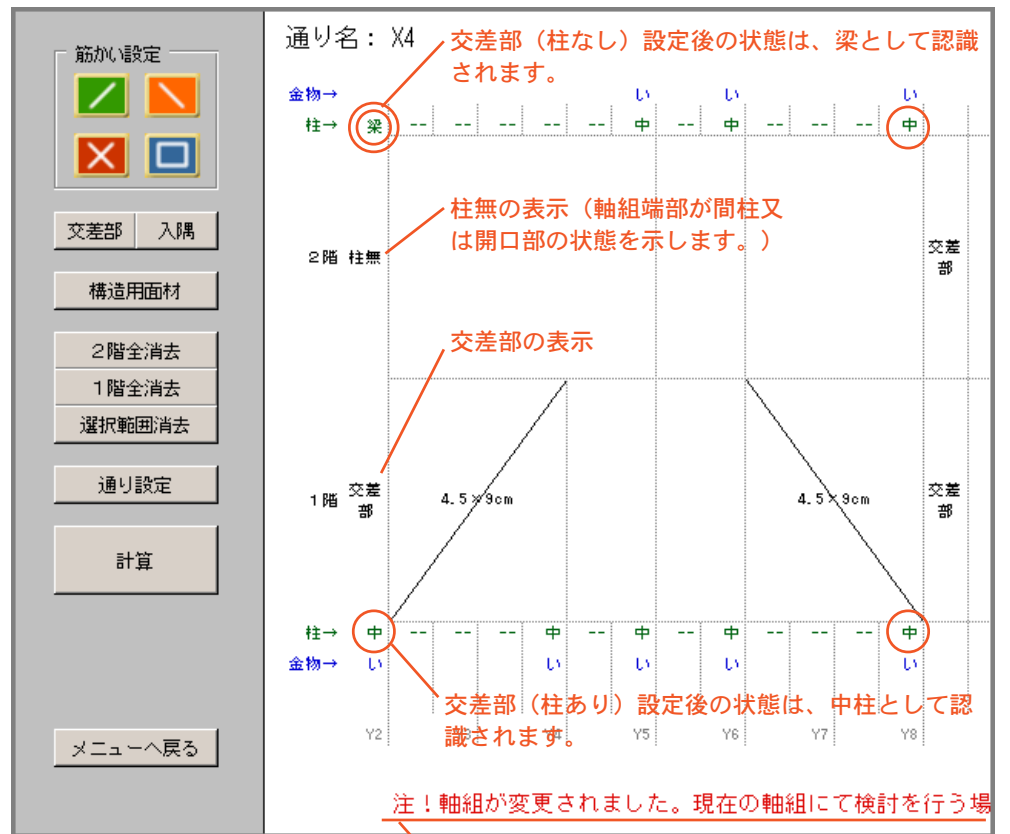 筋かい設定
交差部 入隅
構造用面材
2階全消去
1階全消去
選択範囲消去
通り設定
計算
メニューへ戻る
通り名: X4
交差部(柱なし)設定後の状態は、梁として認識
されます。
金物→ い い い
柱→ 梁 -- -- -- -- -- 中 -- 中 -- -- -- 中
柱無の表示(軸組端部が間柱又
は開口部の状態を示します。)
2階 柱無
交差
部
交差部の表示
1階
交差
部
4.5×9cm
4.5×9cm
交差
部
柱→ 中 -- -- -- 中 -- 中 -- 中 -- -- -- 中
金物→ い い い い い
交差部(柱あり)設定後の状態は、中柱として認
識されます。
Y2 Y5 Y6 Y7 Y8
注!軸組が変更されました。現在の軸組にて検討を行う場